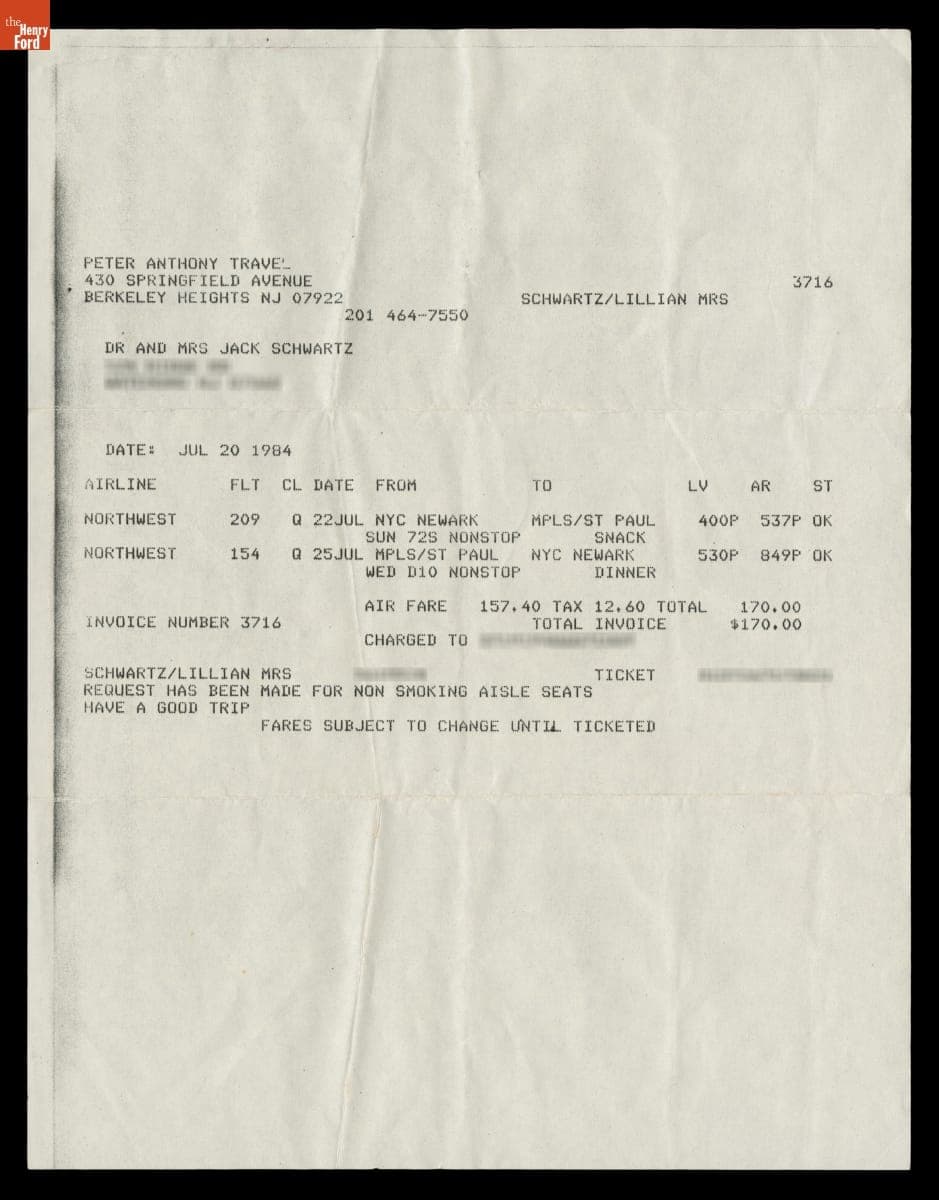 the
Henry
Ford
PETER ANTHONY TRAVEL
430 SPRINGFIELD AVENUE 3716
BERKELEY HEIGHTS NJ 07922 SCHWARTZ/LILLIAN MRS
201 464-7550
DR AND MRS JACK SCHWARTZ
DATE: JUL 20 1984
AIRLINE FLT CL DATE FROM TO LV AR ST
NORTHWEST 209 Q 22JUL NYC NEWARK MPLS/ST PAUL 400P 537P OK
SUN 72S NONSTOP SNACK
NORTHWEST 154 Q 25JUL MPLS/ST PAUL NYC NEWARK 530P 849P OK
WED D10 NONSTOP DINNER
AIR FARE 157.40 TAX 12.60 TOTAL 170.00
INVOICE NUMBER 3716 TOTAL INVOICE $170.00
CHARGED TO
SCHWARTZ/LILLIAN MRS TICKET
REQUEST HAS BEEN MADE FOR NON SMOKING AISLE SEATS
HAVE A GOOD TRIP
FARES SUBJECT TO CHANGE UNTIL TICKETED